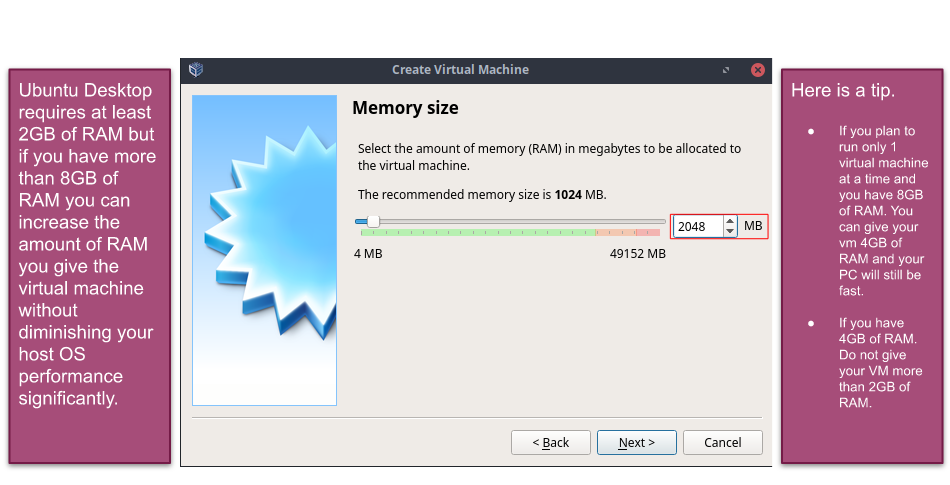 Ubuntu Desktop
requires at least
2GB of RAM but
if you have more
than 8GB of
RAM you can
increase the
amount of RAM
you give the
virtual machine
without
diminishing your
host OS
performance
significantly.
Create Virtual Machine
Memory size
Select the amount of memory (RAM) in megabytes to be allocated to
the virtual machine.
The recommended memory size is 1024 MB.
2048 MB
4 MB 49152 MB
< Back Next > Cancel
Here is a tip.
● If you plan to
run only 1
virtual machine
at a time and
you have 8GB
of RAM. You
can give your
vm 4GB of
RAM and your
PC will still be
fast.
● If you have
4GB of RAM.
Do not give
your VM more
than 2GB of
RAM.